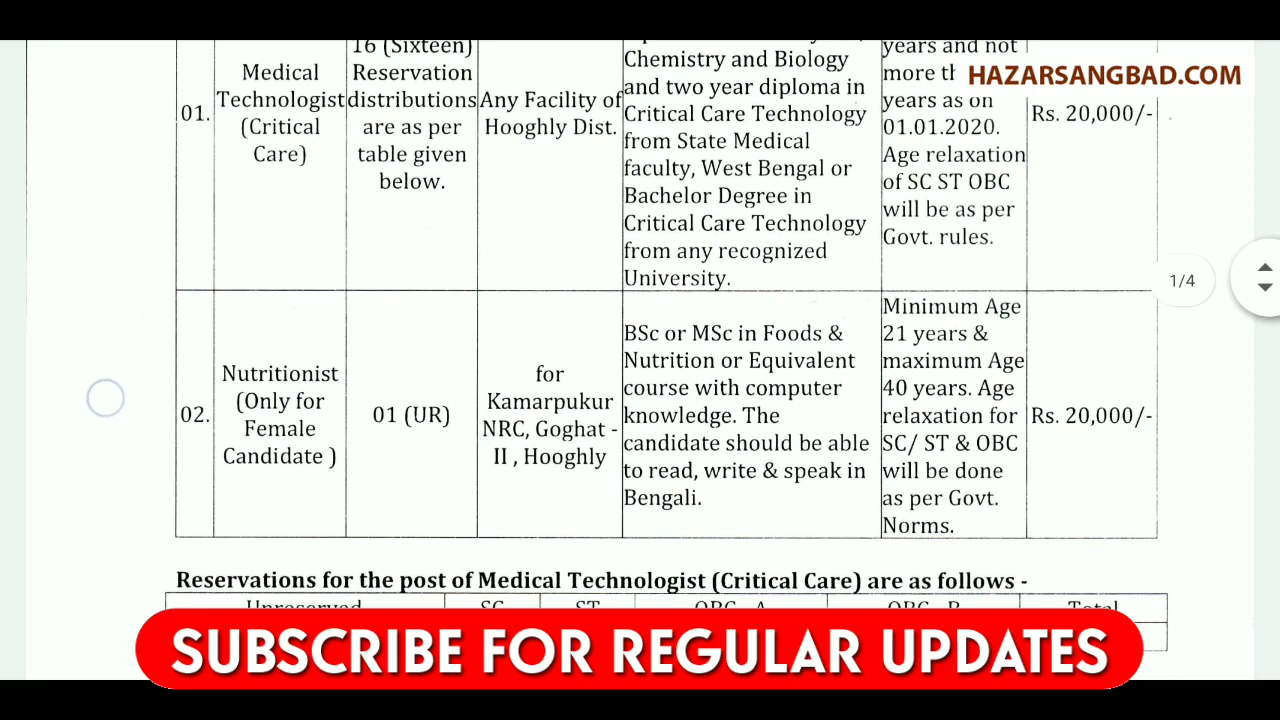 HAZARSANGBAD.COM
01.
Medical
Technologist
(Critical
Care)
16 (Sixteen)
Reservation
distributions
are as per
table given
below.
Any Facility of
Hooghly Dist.
Chemistry and Biology
and two year diploma in
Critical Care Technology
from State Medical
faculty, West Bengal or
Bachelor Degree in
Critical Care Technology
from any recognized
University.
years and not
more
years as on
01.01.2020.
Age relaxation
of SC ST OBC
will be as per
Govt. rules.
Rs. 20,000/-
1/4
02.
Nutritionist
(Only for
Female
Candidate )
01 (UR)
for
Kamarpukur
NRC, Goghat -
II , Hooghly
BSc or MSc in Foods &
Nutrition or Equivalent
course with computer
knowledge. The
candidate should be able
to read, write & speak in
Bengali.
Minimum Age
21 years &
maximum Age
40 years. Age
relaxation for
SC/ ST & OBC
will be done
as per Govt.
Norms.
Rs. 20,000/-
Reservations for the post of Medical Technologist (Critical Care) are as follows -
Unreserved SC ST OBC - A OBC - B Total
SUBSCRIBE FOR REGULAR UPDATES